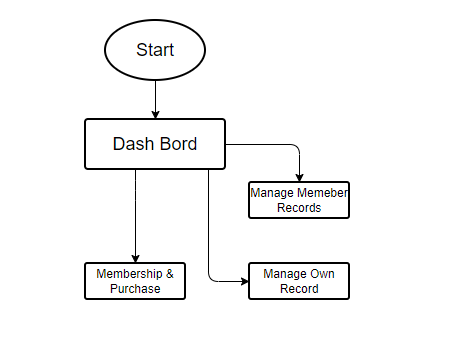 Start
Dash Bord
Manage Memeber
Records
Membership &
Purchase
Manage Own
Record